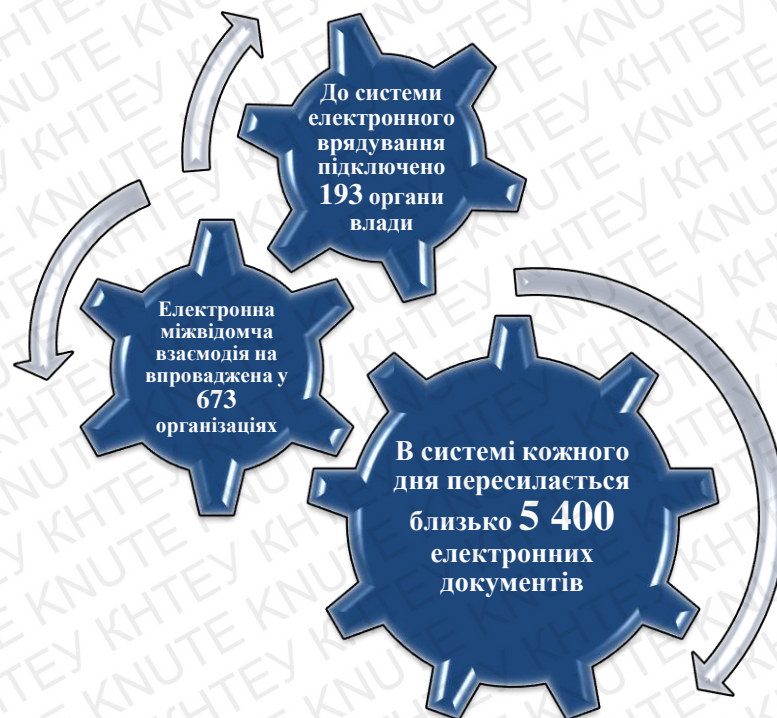 До системи
електронного
врядування
підключено
193 органи
влади
Електронна
міжвідомча
взаємодія на
впроваджена у
673
організаціях
В системі кожного
дня пересилається
близько 5 400
електронних
документів